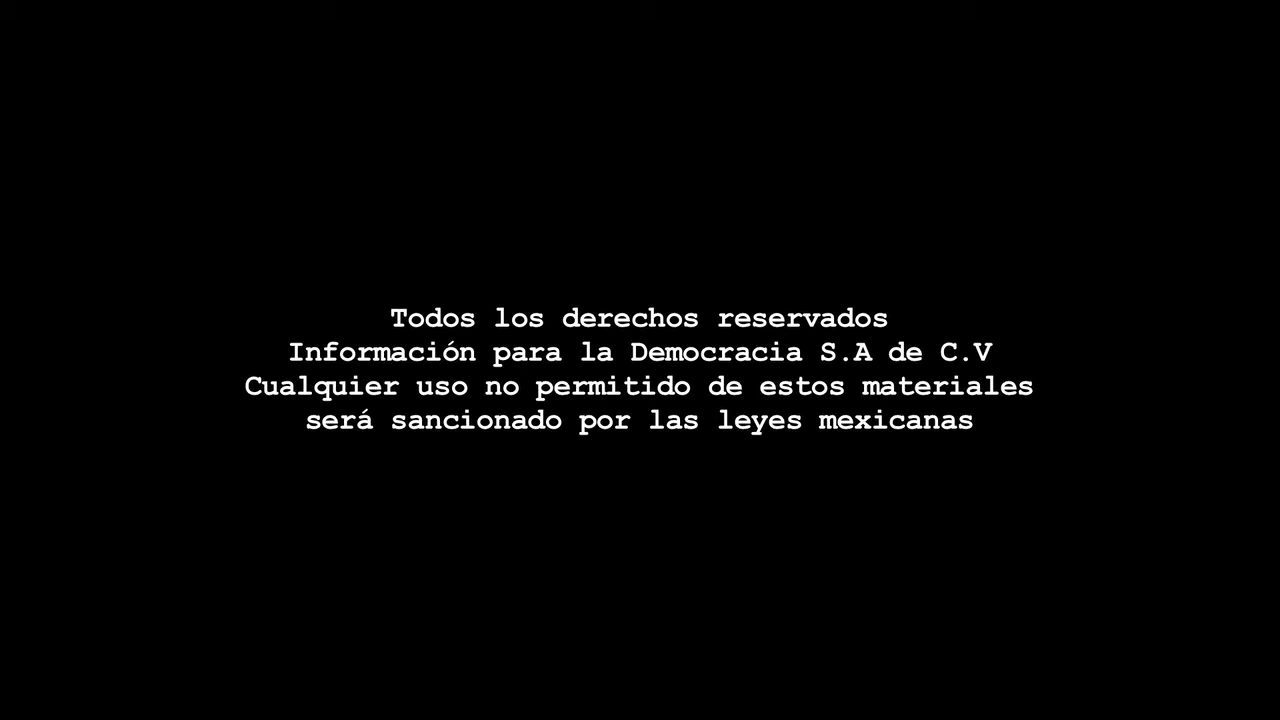 Todos los derechos reservados
Información para la Democracia S.A de C.V
Cualquier uso no permitido de estos materiales
será sancionado por las leyes mexicanas